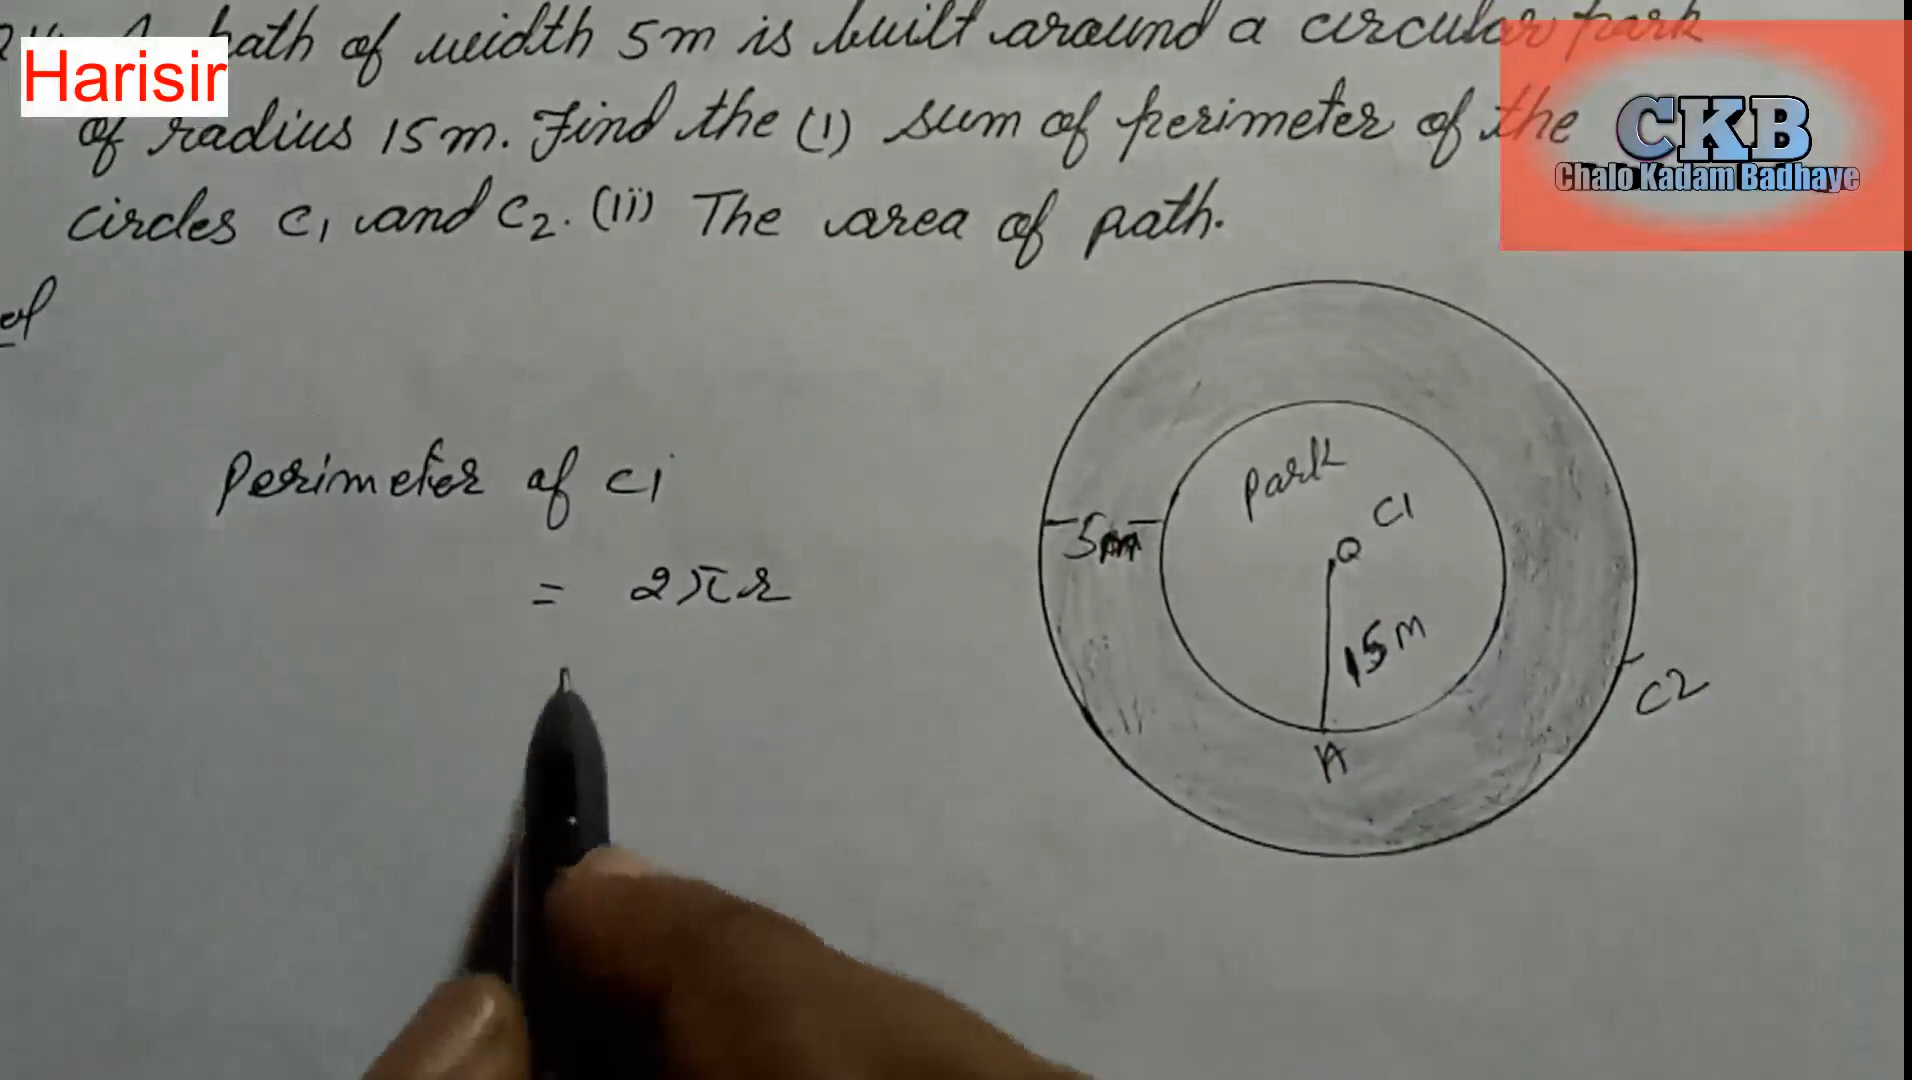 path of width 5m is built around a circular park
Harisir
of radius 15m. Find the (1) sum of perimeter of the
circles C1 and C2. (ii) The area of path.
CKB
Chalo Kadam Badhaye
Perimeter of C1
= 2πr
Park
C1
5m
O
15m
A
C2